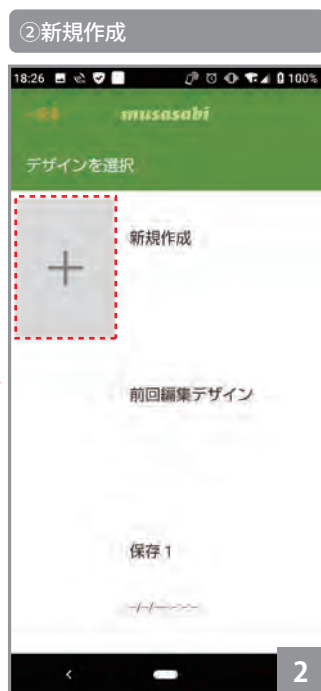 ②新規作成
18:26 100%
musasabi
デザインを選択
新規作成
前回編集デザイン
保存 1
2